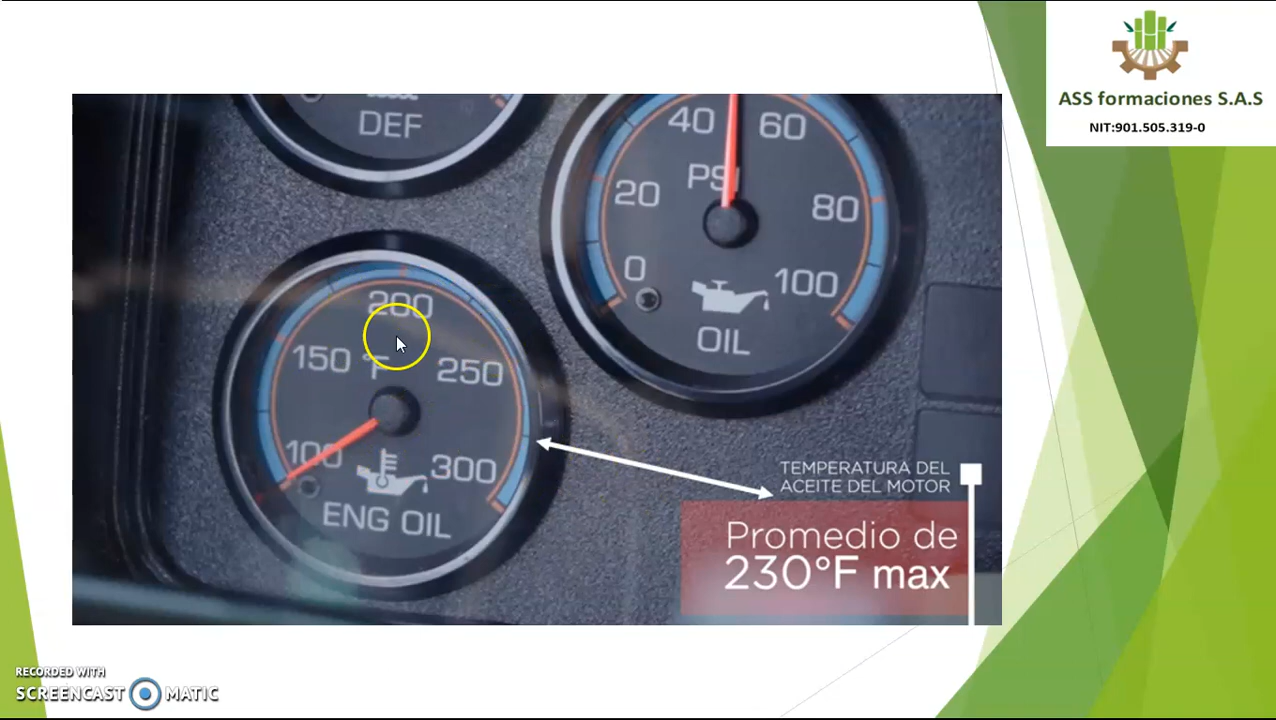 ASS formaciones S.A.S
NIT:901.505.319-0
DEF
40
60
PSI
20
80
0
100
OIL
200
150
°F
250
100
300
ENG OIL
TEMPERATURA DEL
ACEITE DEL MOTOR
Promedio de
230°F max
RECORDED WITH
SCREENCAST MATIC